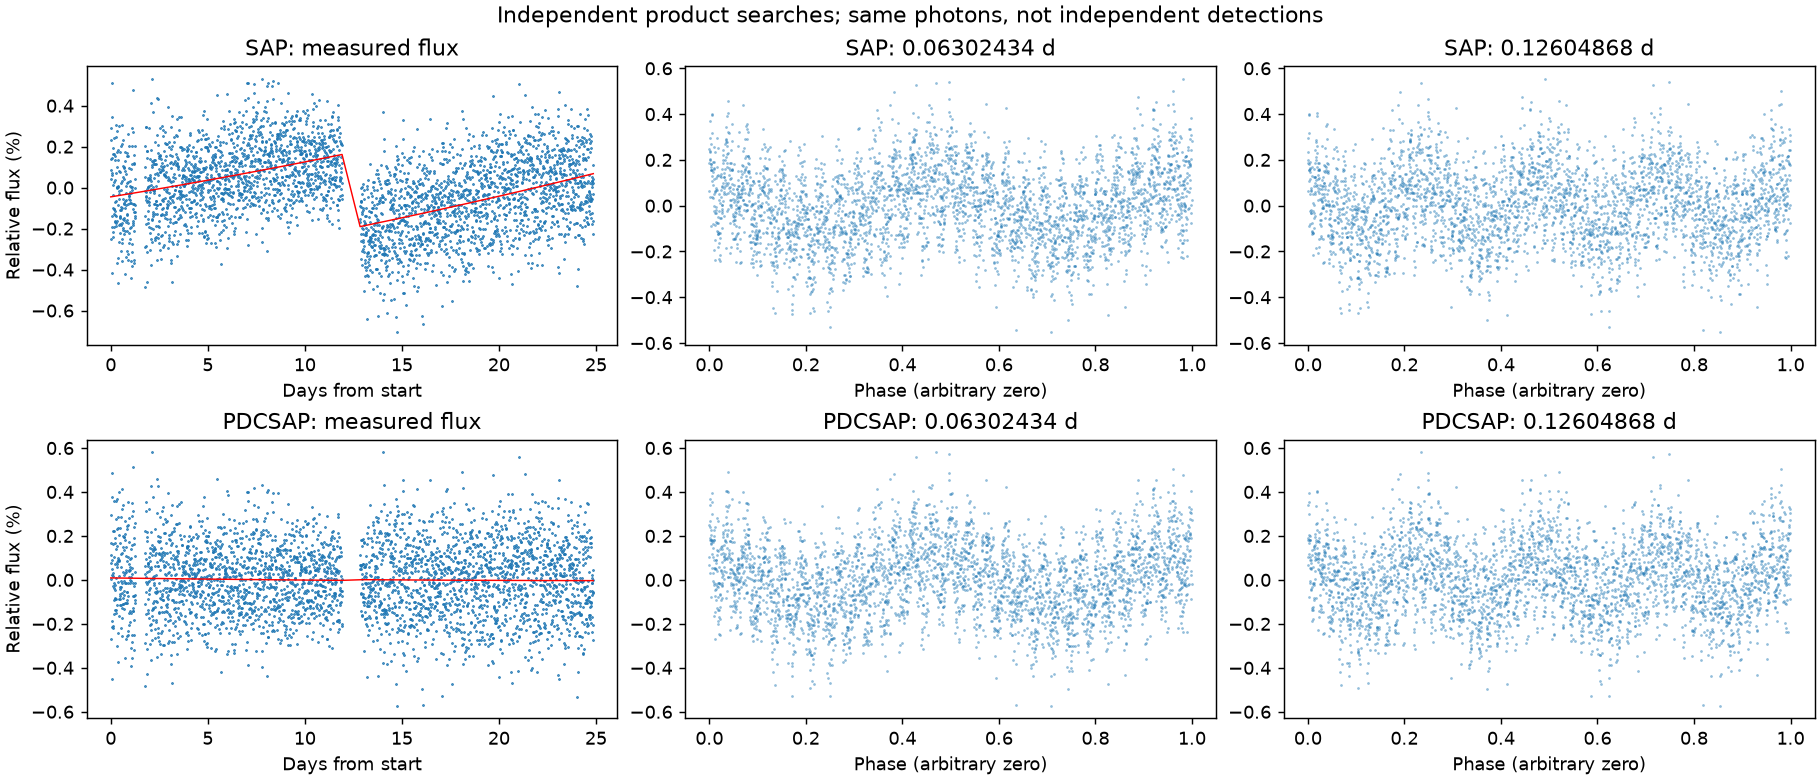 Independent product searches; same photons, not independent detections
SAP: measured flux
SAP: 0.06302434 d
SAP: 0.12604868 d
Relative flux (%)
0.4
0.2
0.0
−0.2
−0.4
−0.6
0 5 10 15 20 25
Days from start
0.6
0.4
0.2
0.0
−0.2
−0.4
−0.6
0.0 0.2 0.4 0.6 0.8 1.0
Phase (arbitrary zero)
0.6
0.4
0.2
0.0
−0.2
−0.4
−0.6
0.0 0.2 0.4 0.6 0.8 1.0
Phase (arbitrary zero)
PDCSAP: measured flux
PDCSAP: 0.06302434 d
PDCSAP: 0.12604868 d
Relative flux (%)
0.6
0.4
0.2
0.0
−0.2
−0.4
−0.6
0 5 10 15 20 25
Days from start
0.6
0.4
0.2
0.0
−0.2
−0.4
−0.6
0.0 0.2 0.4 0.6 0.8 1.0
Phase (arbitrary zero)
0.6
0.4
0.2
0.0
−0.2
−0.4
−0.6
0.0 0.2 0.4 0.6 0.8 1.0
Phase (arbitrary zero)